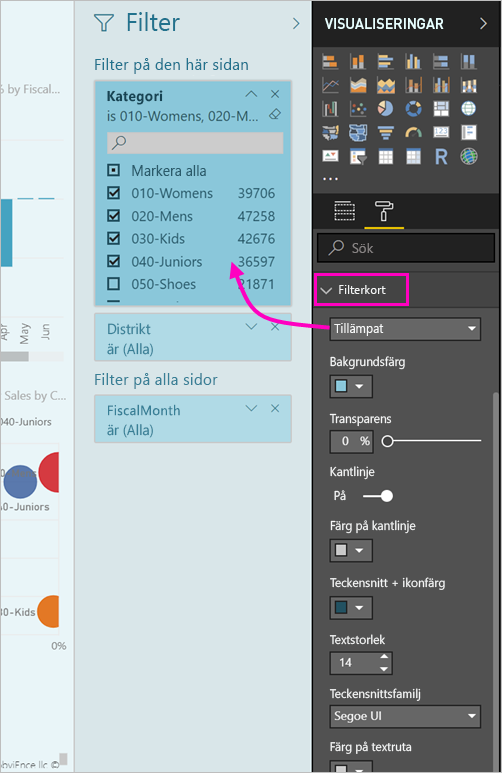 6 by Fiscal...
Apr
May
Jun
Sales by C...
040-Juniors
0-Juniors
30-Kids
0%
obviEnce llc ©
Filter
Filter på den här sidan
Kategori
is 010-Womens, 020-M...
Markera alla
010-Womens 39706
020-Mens 47258
030-Kids 42676
040-Juniors 36597
050-Shoes 21871
Distrikt
är (Alla)
Filter på alla sidor
FiscalMonth
är (Alla)
VISUALISERINGAR
R
...
Sök
Filterkort
Tillämpat
Bakgrundsfärg
Transparens
0 %
Kantlinje
På
Färg på kantlinje
Teckensnitt + ikonfärg
Textstorlek
14
Teckensnittsfamilj
Segoe UI
Färg på textruta